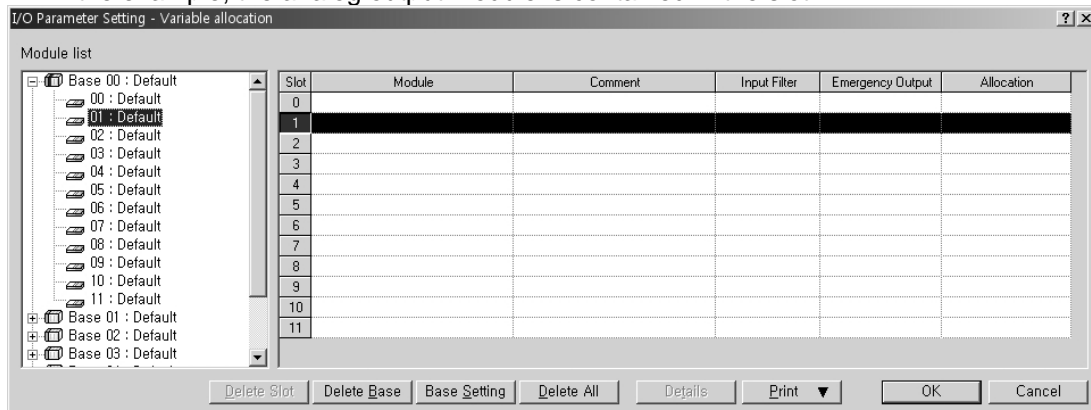 I/O Parameter Setting - Variable allocation
? x
Module list
Base 00 : Default
00 : Default
01 : Default
02 : Default
03 : Default
04 : Default
05 : Default
06 : Default
07 : Default
08 : Default
09 : Default
10 : Default
11 : Default
Base 01 : Default
Base 02 : Default
Base 03 : Default
Slot Module Comment Input Filter Emergency Output Allocation
0
1
2
3
4
5
6
7
8
9
10
11
Delete Slot Delete Base Base Setting Delete All Details Print ▼ OK Cancel